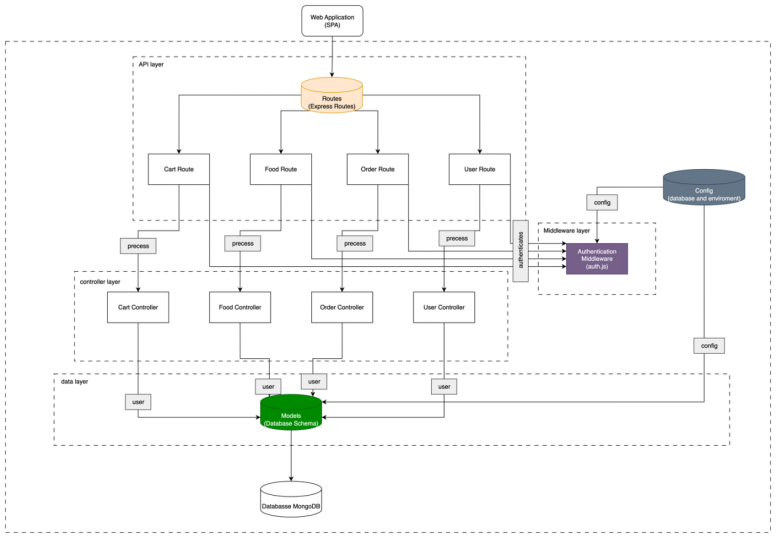 Web Application
(SPA)
API layer
Routes
(Express Routes)
Cart Route
Food Route
Order Route
User Route
Config
(database and enviroment)
config
authenticates
Middleware layer
Authentication
Middleware
(auth.js)
precess
precess
precess
precess
controller layer
Cart Controller
Food Controller
Order Controller
User Controller
config
data layer
user
user
user
user
Models
(Database Schema)
Databasse MongoDB